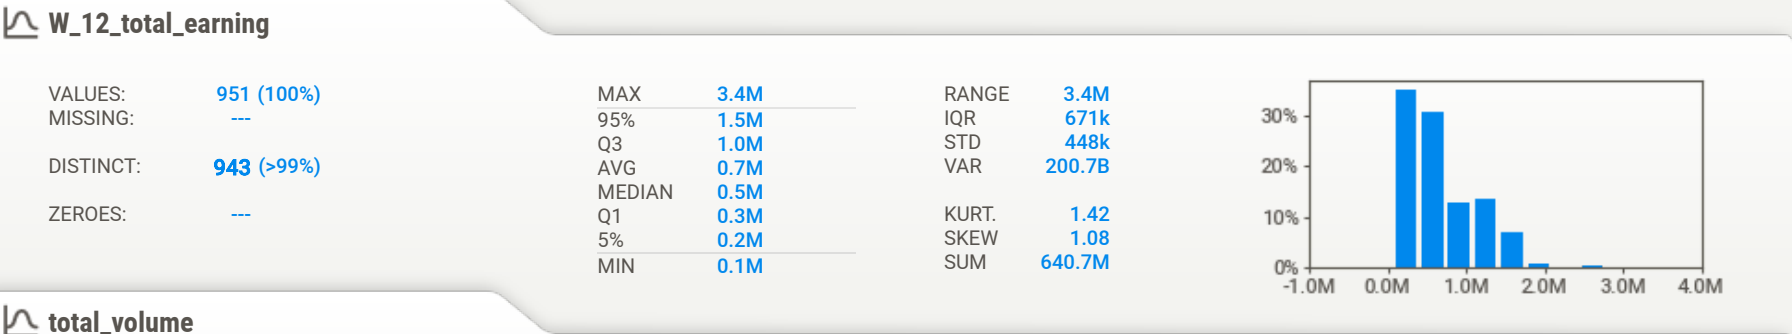 W_12_total_earning
VALUES: 951 (100%)
MISSING: ---
DISTINCT: 943 (>99%)
ZEROES: ---
MAX 3.4M
95% 1.5M
Q3 1.0M
AVG 0.7M
MEDIAN 0.5M
Q1 0.3M
5% 0.2M
MIN 0.1M
RANGE 3.4M
IQR 671k
STD 448k
VAR 200.7B
KURT. 1.42
SKEW 1.08
SUM 640.7M
30%
20%
10%
0%
-1.0M 0.0M 1.0M 2.0M 3.0M 4.0M
total_volume